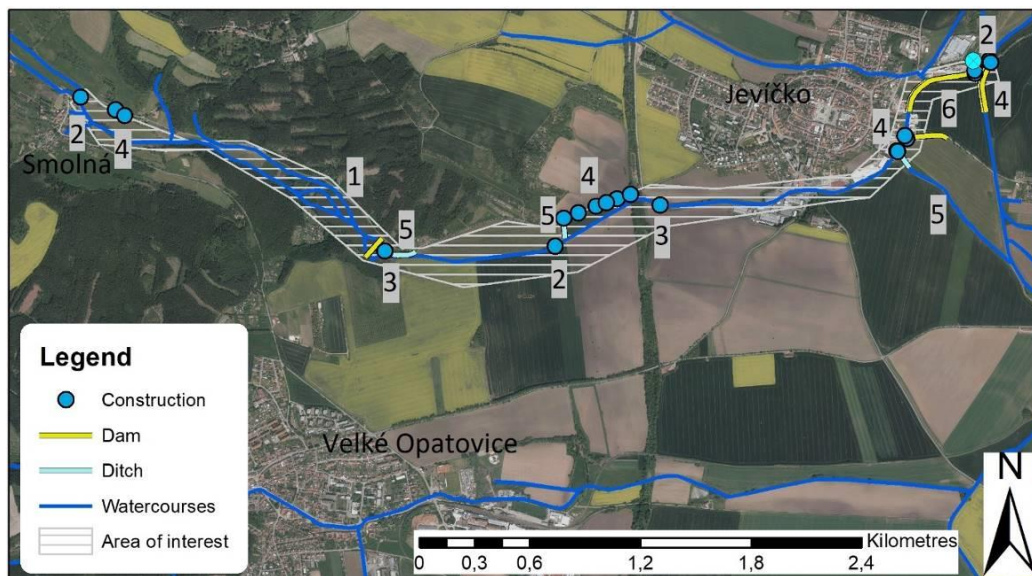 2
Jevíčko
2
4
6
4
Smolná
4
1
4
5
5
3
5
2
3
Legend
Construction
Dam
Ditch
Watercourses
Area of interest
Velké Opatovice
N
Kilometres
0 0,3 0,6 1,2 1,8 2,4